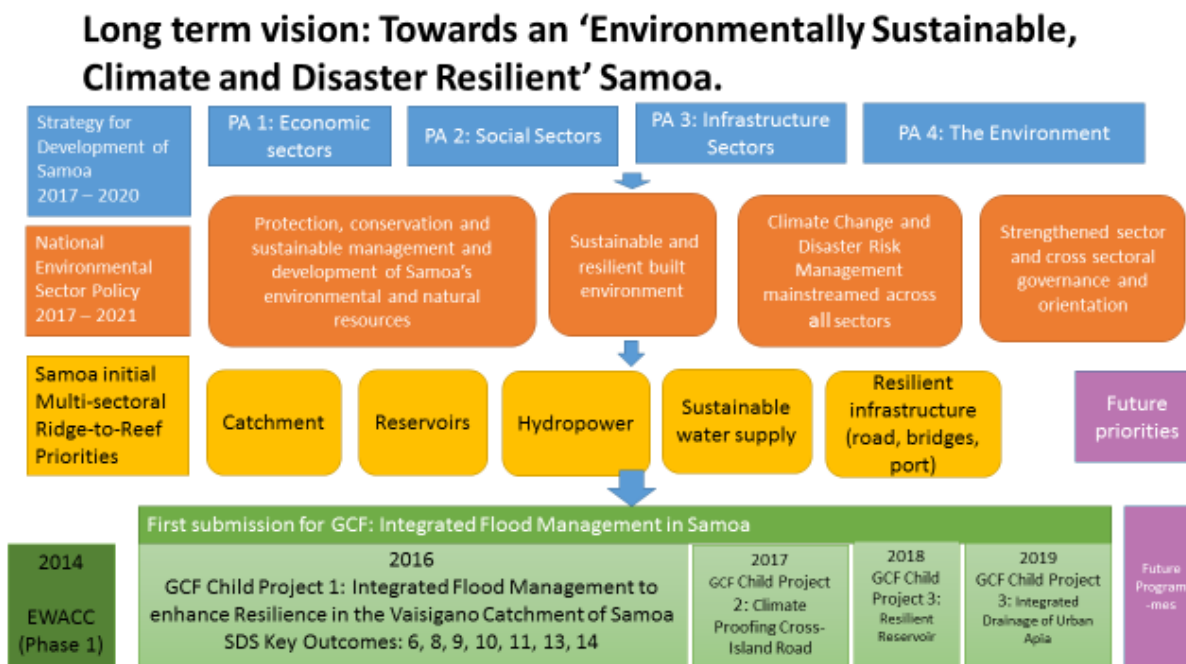 Long term vision: Towards an ‘Environmentally Sustainable,
Climate and Disaster Resilient’ Samoa.
Strategy for
Development of
Samoa
2017 – 2020
PA 1: Economic
sectors
PA 2: Social Sectors
PA 3: Infrastructure
Sectors
PA 4: The Environment
National
Environmental
Sector Policy
2017 – 2021
Protection, conservation and
sustainable management and
development of Samoa’s
environmental and natural
resources
Sustainable and
resilient built
environment
Climate Change and
Disaster Risk
Management
mainstreamed across
all sectors
Strengthened sector
and cross sectoral
governance and
orientation
Samoa initial
Multi-sectoral
Ridge-to-Reef
Priorities
Catchment
Reservoirs
Hydropower
Sustainable
water supply
Resilient
infrastructure
(road, bridges,
port)
Future
priorities
First submission for GCF: Integrated Flood Management in Samoa
2014
EWACC
(Phase 1)
2016
GCF Child Project 1: Integrated Flood Management to
enhance Resilience in the Vaisigano Catchment of Samoa
SDS Key Outcomes: 6, 8, 9, 10, 11, 13, 14
2017
GCF Child Project
2: Climate
Proofing Cross-
Island Road
2018
GCF Child
Project 3:
Resilient
Reservoir
2019
GCF Child Project
3: Integrated
Drainage of Urban
Apia
Future
Program
-mes